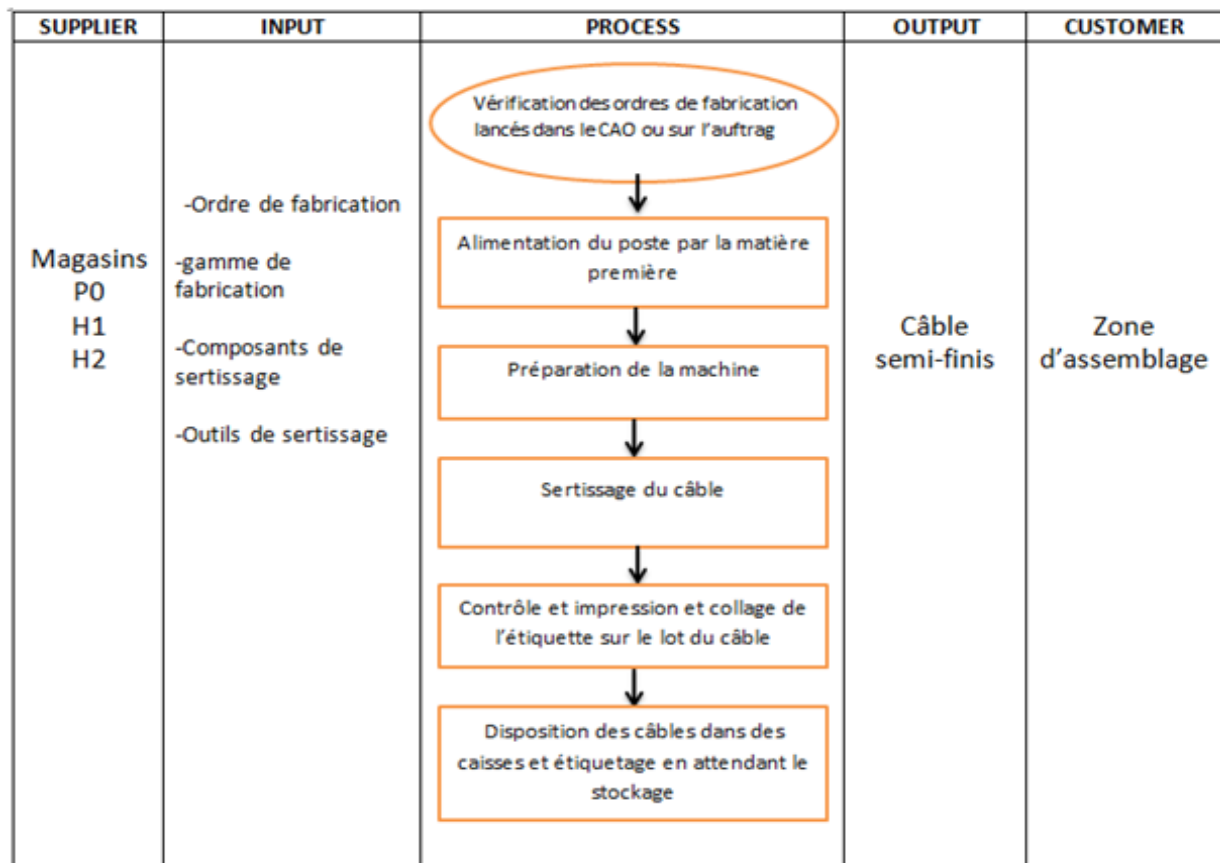 SUPPLIER
INPUT
PROCESS
OUTPUT
CUSTOMER
Magasins
P0
H1
H2
-Ordre de fabrication
-gamme de
fabrication
-Composants de
sertissage
-Outils de sertissage
Vérification des ordres de fabrication
lancés dans le CAO ou sur l'auftrag
Alimentation du poste par la matière
première
Préparation de la machine
Sertissage du câble
Contrôle et impression et collage de
l'étiquette sur le lot du câble
Disposition des câbles dans des
caisses et étiquetage en attendant le
stockage
Câble
semi-finis
Zone
d'assemblage